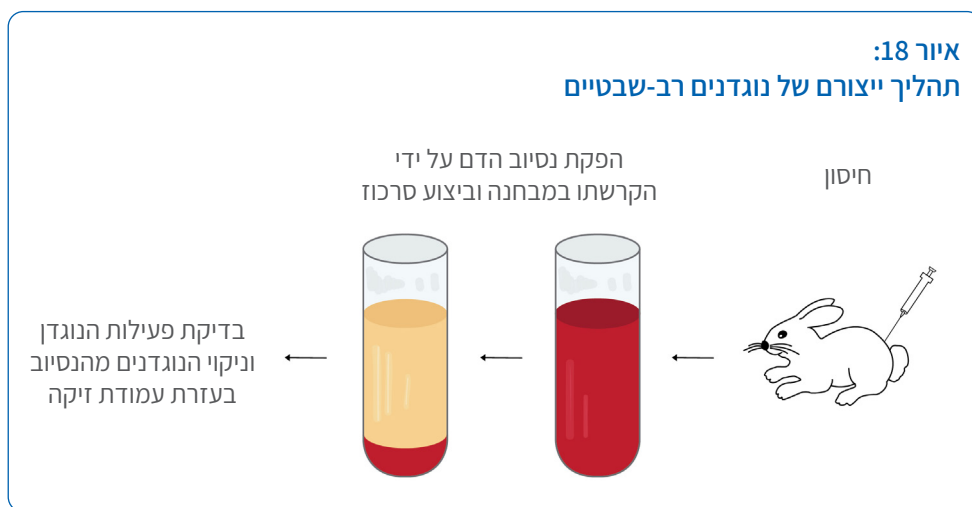 איור 18:
תהליך ייצורם של נוגדנים רב-שבטיים
חיסון
הפקת נסיוב הדם על ידי
הקרשתו במבחנה וביצוע סרכוז
בדיקת פעילות הנוגדן
וניקוי הנוגדנים מהנסיוב
בעזרת עמודת זיקה